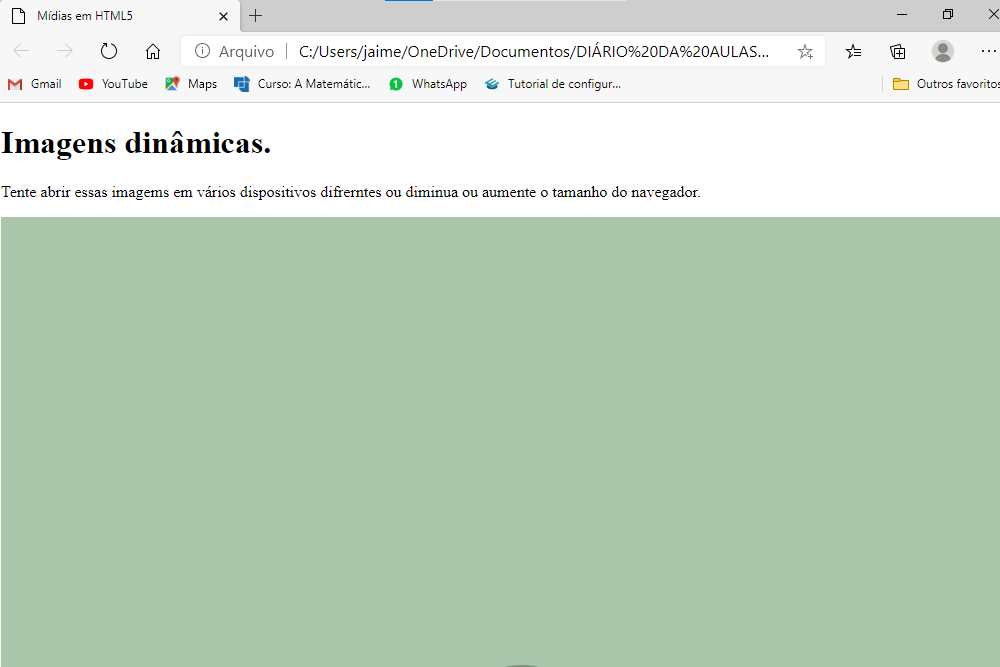 Mídias em HTML5
Arquivo C:/Users/jaime/OneDrive/Documentos/DIÁRIO%20DA%20AULAS...
Gmail YouTube Maps Curso: A Matemátic... 1 WhatsApp Tutorial de configur... Outros favoritos
Imagens dinâmicas.
Tente abrir essas imagems em vários dispositivos difrerntes ou diminua ou aumente o tamanho do navegador.